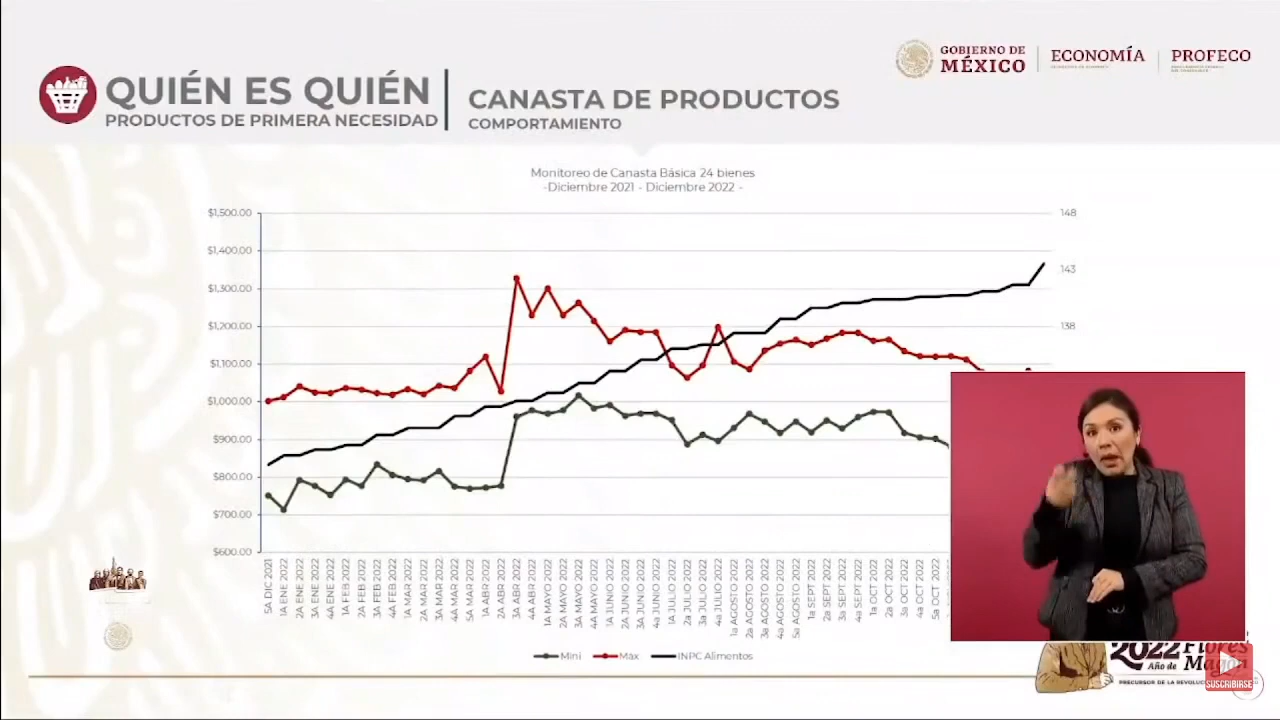 QUIÉN ES QUIÉN
PRODUCTOS DE PRIMERA NECESIDAD
CANASTA DE PRODUCTOS
COMPORTAMIENTO
GOBIERNO DE
MÉXICO
ECONOMÍA
PROFECO
Monitoreo de Canasta Básica 24 bienes
-Diciembre 2021 - Diciembre 2022 -
$1,500.00
$1,400.00
$1,300.00
$1,200.00
$1,100.00
$1,000.00
$900.00
$800.00
$700.00
$600.00
148
143
138
5A DIC 2021
1A ENE 2022
2A ENE 2022
3A ENE 2022
4A ENE 2022
1A FEB 2022
2A FEB 2022
3A FEB 2022
4A FEB 2022
1A MAR 2022
2A MAR 2022
3A MAR 2022
4A MAR 2022
5A MAR 2022
1A ABR 2022
2A ABR 2022
3A ABR 2022
4A ABR 2022
1A MAYO 2022
2A MAYO 2022
3A MAYO 2022
4A MAYO 2022
1A JUNIO 2022
2A JUNIO 2022
3A JUNIO 2022
4a JUNIO 2022
1A JULIO 2022
2A JULIO 2022
3A JULIO 2022
4a JULIO 2022
1a AGOSTO 2022
2a AGOSTO 2022
3a AGOSTO 2022
4a AGOSTO 2022
5a AGOSTO 2022
1a SEPT 2022
2a SEPT 2022
3a SEPT 2022
4a SEPT 2022
1a OCT 2022
2a OCT 2022
3a OCT 2022
4a OCT 2022
5a OCT 2022
Mini
Max
INPC Alimentos
2022 Flores
Año de Magón
PRECURSOR DE LA REVOLUC
SUSCRIBIRSE